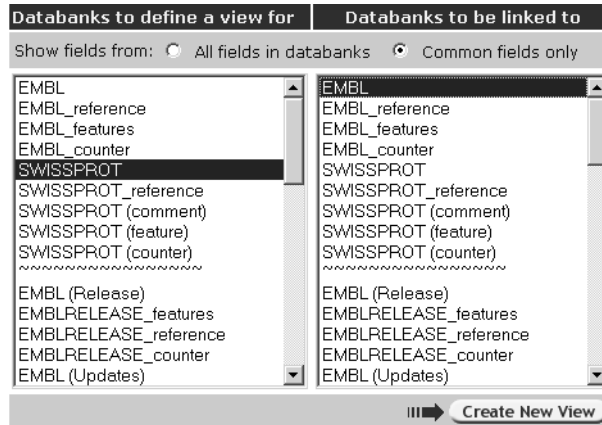 Databanks to define a view for
Databanks to be linked to
Show fields from: All fields in databanks Common fields only
EMBL
EMBL_reference
EMBL_features
EMBL_counter
SWISSPROT
SWISSPROT_reference
SWISSPROT (comment)
SWISSPROT (feature)
SWISSPROT (counter)
~~~~~~~~~~~~~~~~
EMBL (Release)
EMBLRELEASE_features
EMBLRELEASE_reference
EMBLRELEASE_counter
EMBL (Updates)
EMBL
EMBL_reference
EMBL_features
EMBL_counter
SWISSPROT
SWISSPROT_reference
SWISSPROT (comment)
SWISSPROT (feature)
SWISSPROT (counter)
~~~~~~~~~~~~~~~~
EMBL (Release)
EMBLRELEASE_features
EMBLRELEASE_reference
EMBLRELEASE_counter
EMBL (Updates)
Create New View